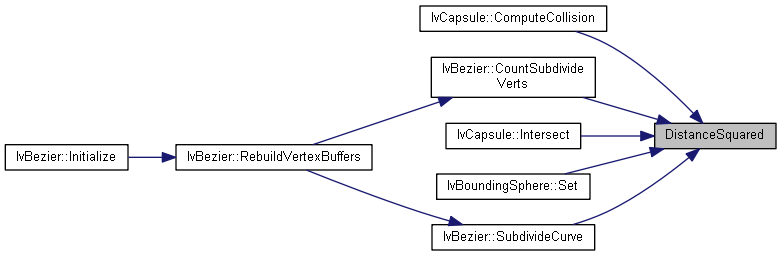 IvCapsule::ComputeCollision
IvBezier::CountSubdivide
Verts
DistanceSquared
IvCapsule::Intersect
IvBezier::Initialize
IvBezier::RebuildVertexBuffers
IvBoundingSphere::Set
IvBezier::SubdivideCurve